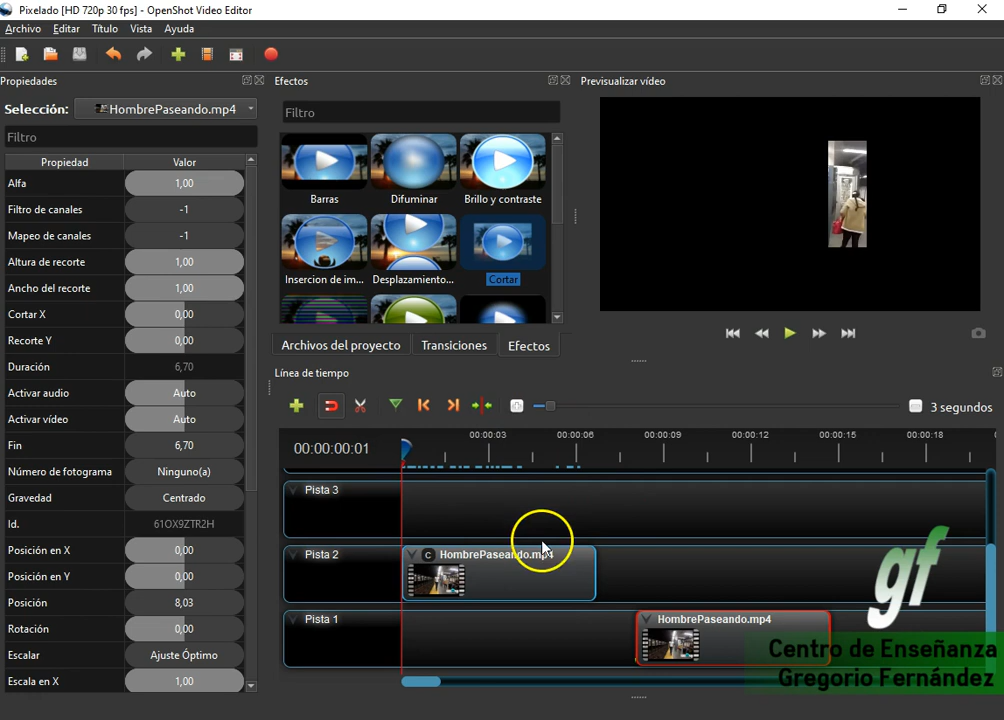 Pixelado [HD 720p 30 fps] - OpenShot Video Editor
Archivo Editar Título Vista Ayuda
Propiedades
Selección: HombrePaseando.mp4
Filtro
Propiedad Valor
Alfa 1,00
Filtro de canales -1
Mapeo de canales -1
Altura de recorte 1,00
Ancho del recorte 1,00
Cortar X 0,00
Recorte Y 0,00
Duración 6,70
Activar audio Auto
Activar vídeo Auto
Fin 6,70
Número de fotograma Ninguno(a)
Gravedad Centrado
Id. 61OX9ZTR2H
Posición en X 0,00
Posición en Y 0,00
Posición 8,03
Rotación 0,00
Escalar Ajuste Óptimo
Escala en X 1,00
Efectos
Filtro
Barras Difuminar Brillo y contraste
Insercion de im... Desplazamiento... Cortar
Archivos del proyecto Transiciones Efectos
Previsualizar vídeo
Línea de tiempo
3 segundos
00:00:00:01
00:00:03 00:00:06 00:00:09 00:00:12 00:00:15 00:00:18
Pista 3
Pista 2
C HombrePaseando.mp4
Pista 1
HombrePaseando.mp4
gf
Centro de Enseñanza
Gregorio Fernández